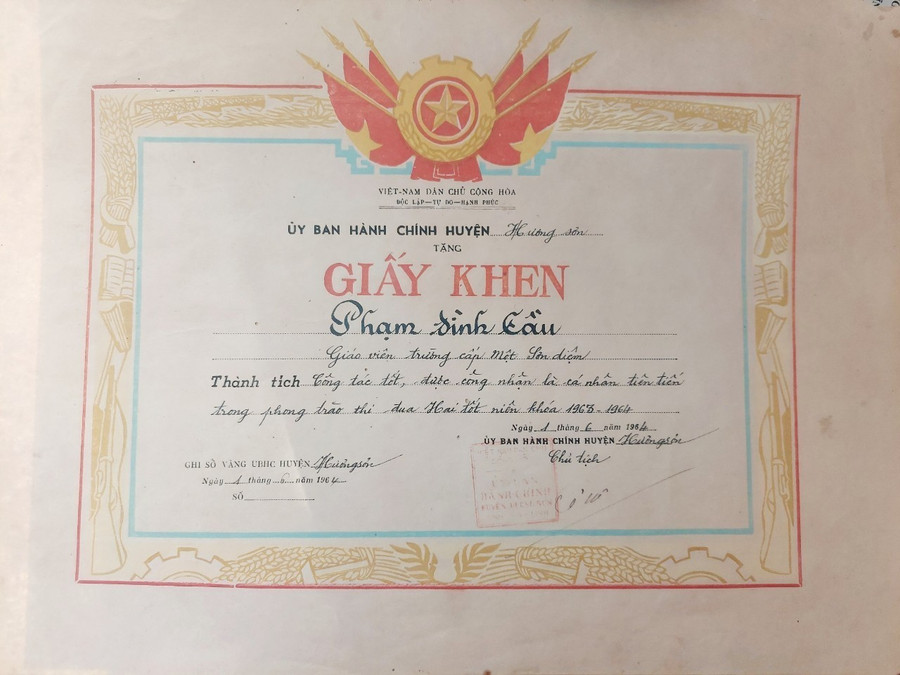 VIỆT-NAM DÂN CHỦ CỘNG HÒA
ĐỘC LẬP—TỰ DO—HẠNH PHÚC
ỦY BAN HÀNH CHÍNH HUYỆN Hương sơn
TẶNG
GIẤY KHEN
Phạm Đình Cầu
Giáo viên trường cấp Một Sơn diệm
Thành tích Công tác tốt, được công nhận là cá nhân tiên tiến
trong phong trào thi đua Hai tốt niên khóa 1963-1964
Ngày 1 tháng 6 năm 1964
ỦY BAN HÀNH CHÍNH HUYỆN Hươngsơn
Chủ tịch
GHI SỔ VÀNG UBHC HUYỆN Hươngsơn
Ngày 1 tháng 6 năm 1964
SỐ
HÀNH CHÍNH